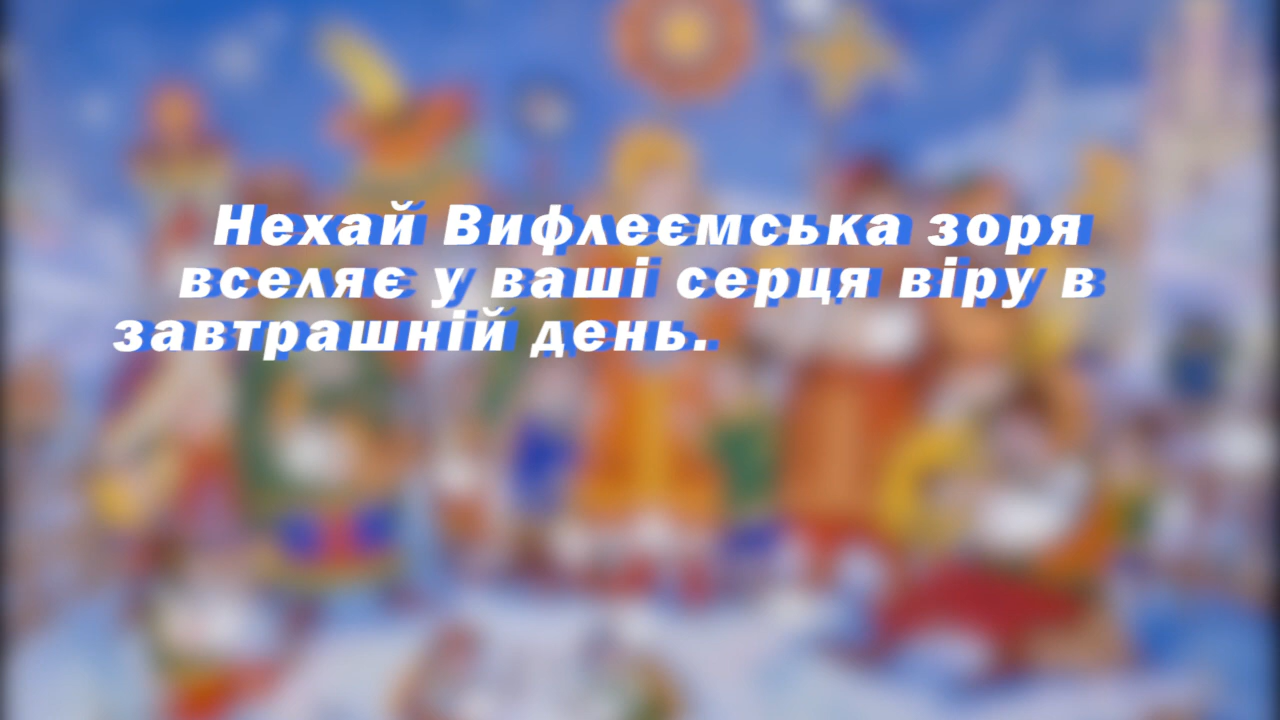 Нехай Вифлеємська зоря
вселяє у ваші серця віру в
завтрашній день.